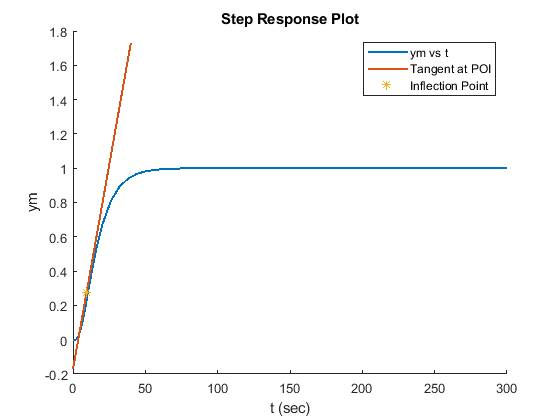 Step Response Plot
1.8
1.6
1.4
1.2
1
0.8
0.6
0.4
0.2
0
-0.2
ym
ym vs t
Tangent at POI
Inflection Point
0 50 100 150 200 250 300
t (sec)